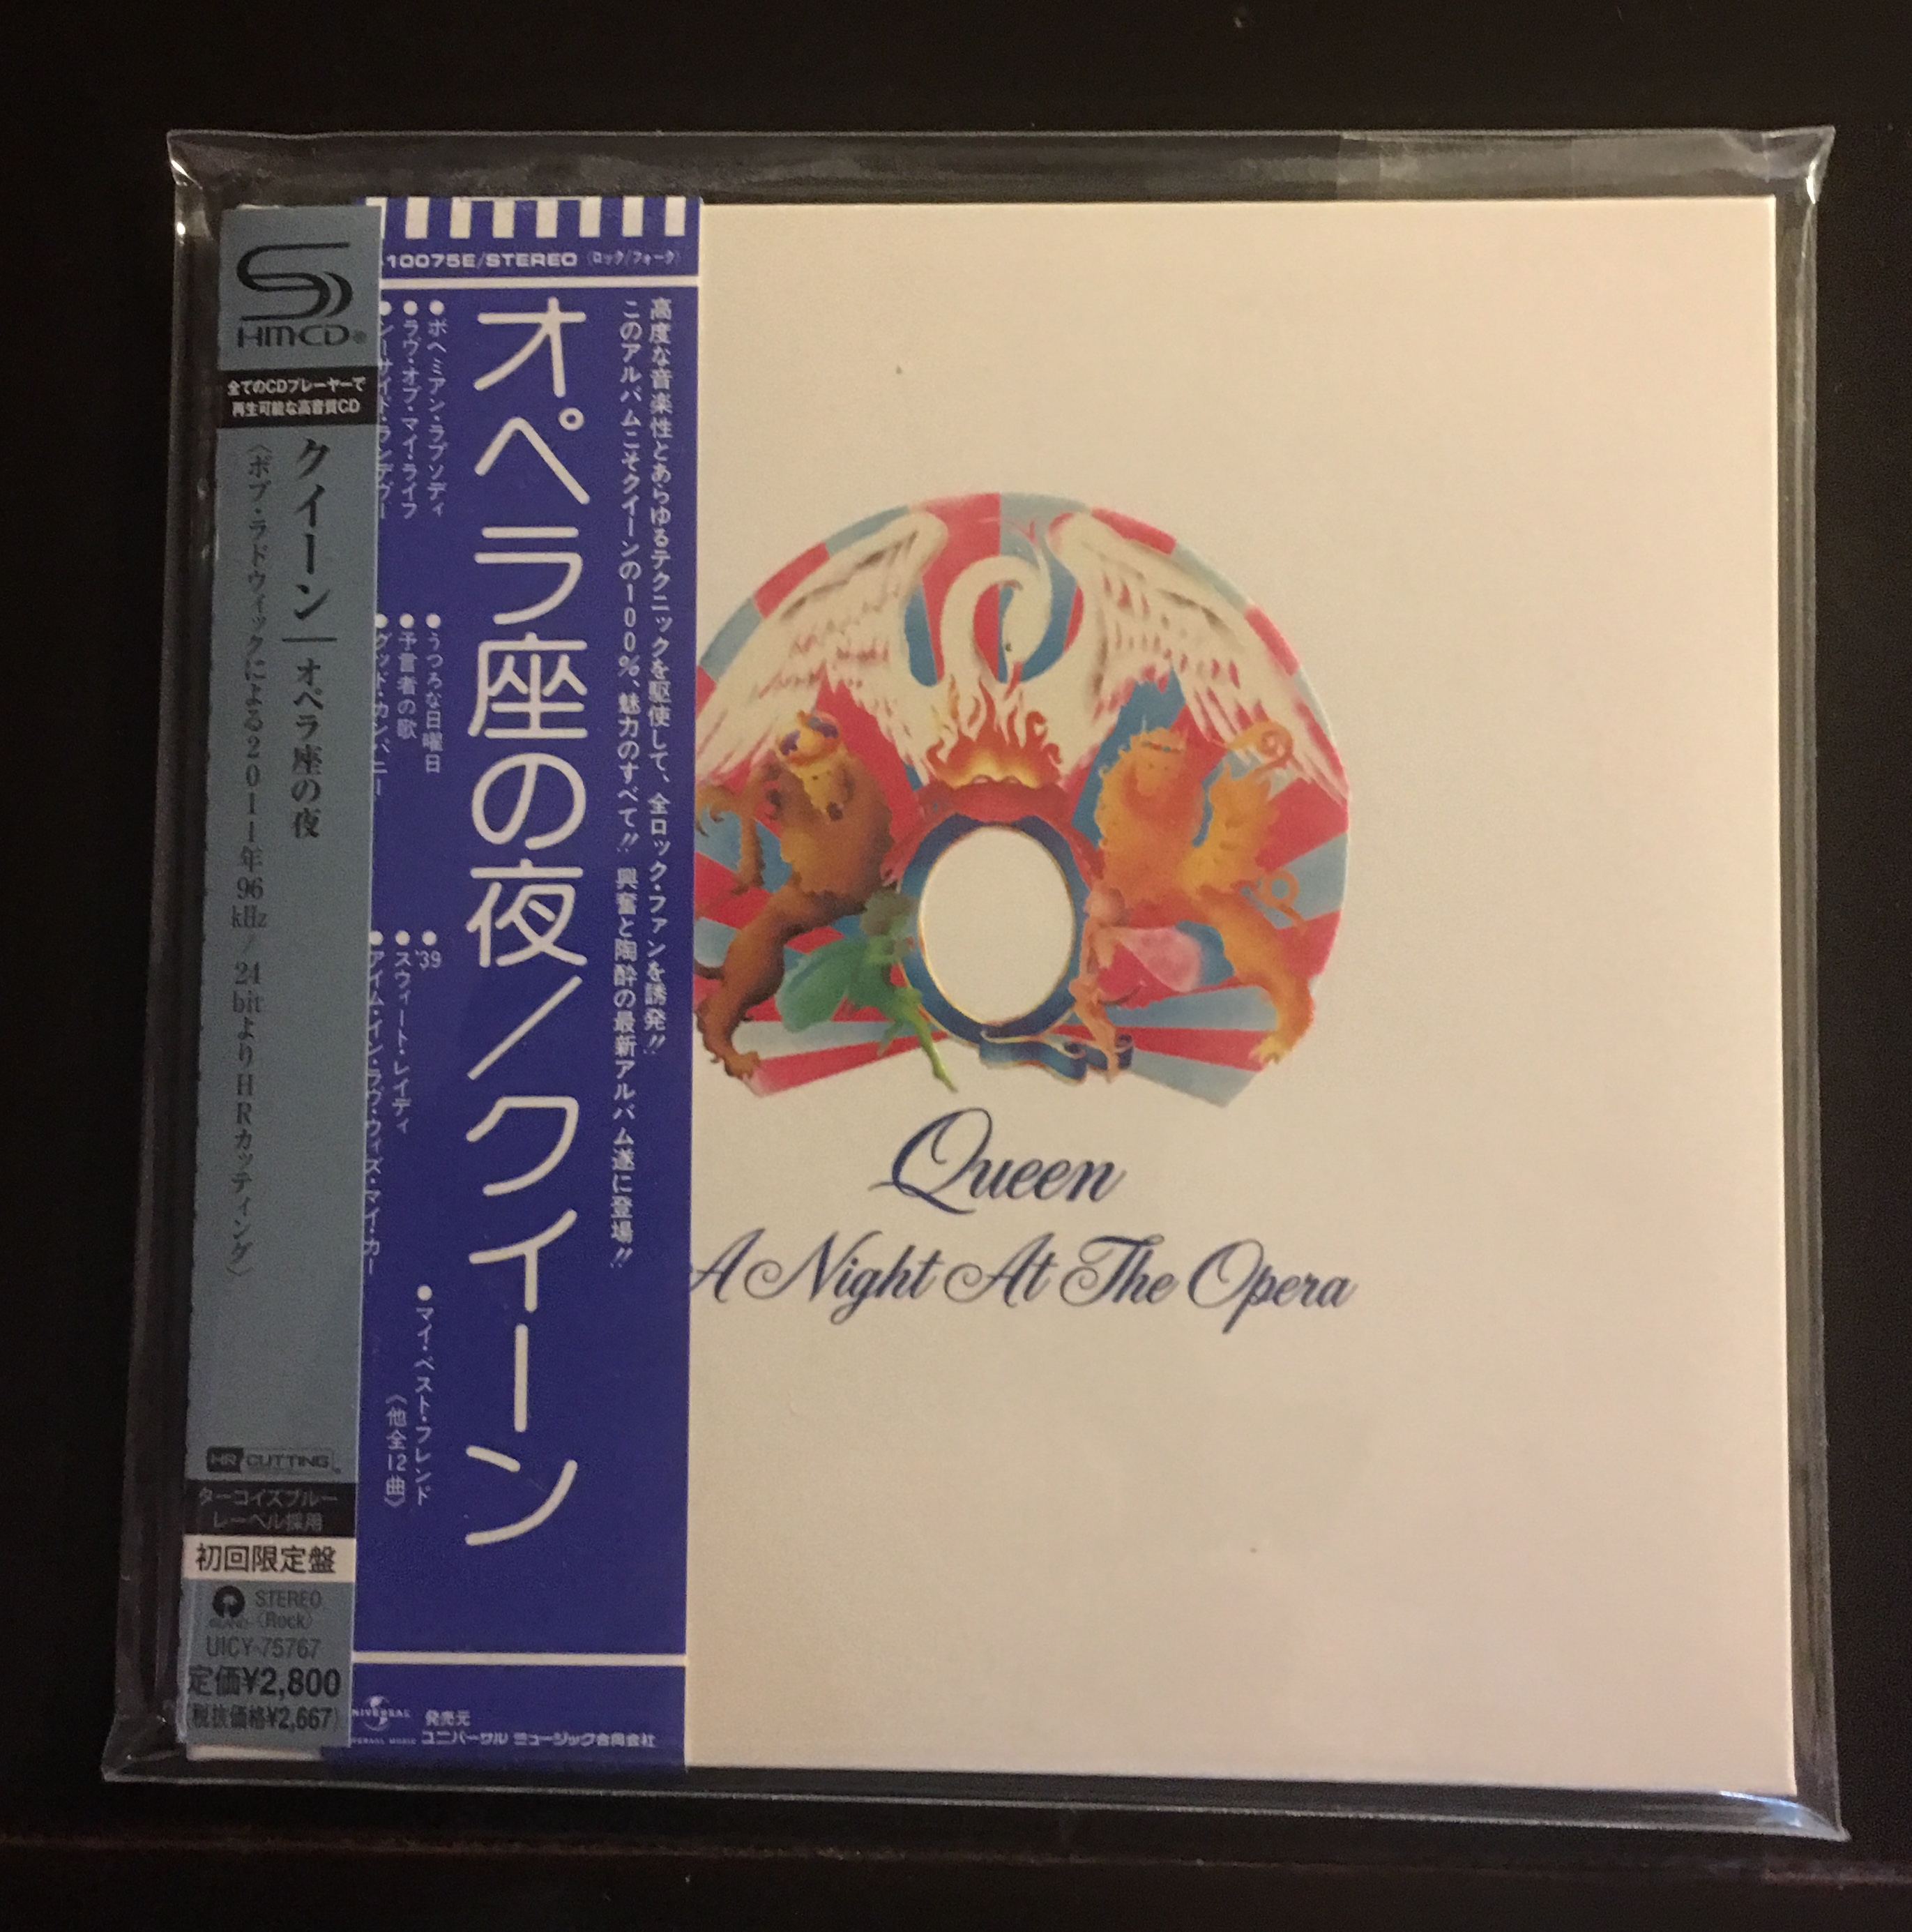 HMCD®
全てのCDプレーヤーで
再生可能な高音質CD
クイーン|オペラ座の夜
《ボブ・ラドウィックによる2011年96kHz/24bitよりHRカッティング》
HR CUTTING
ターコイズブルー
レーベル採用
初回限定盤
STEREO
(Rock)
UICY-75767
定価¥2,800
(税抜価格¥2,667)
10075E/STEREO (ロック/フォーク)
高度な音楽性とあらゆるテクニックを駆使して、全ロック・ファンを誘発!!
このアルバムこそクイーンの100%、魅力のすべて!! 興奮と陶酔の最新アルバム遂に登場!!
オペラ座の夜/クイーン
●ボヘミアン・ラプソディ
●ラヴ・オブ・マイ・ライフ
●シーサイド・ランデヴー
●うつろな日曜日
●予言者の歌
●グッド・カンパニー
●'39
●スウィート・レイディ
●アイム・イン・ラヴ・ウィズ・マイ・カー
●マイ・ベスト・フレンド
《他全12曲》
発売元
ユニバーサル ミュージック合同会社
Queen
A Night At The Opera